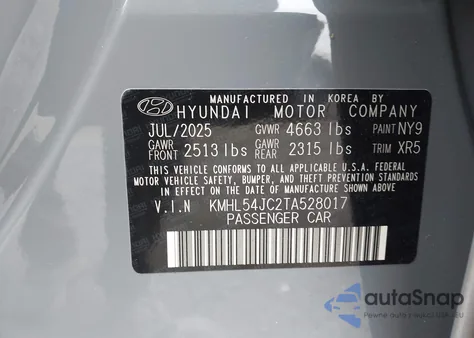 MANUFACTURED IN KOREA BY
HYUNDAI MOTOR COMPANY
JUL/2025 GVWR 4663 lbs PAINT NY9
GAWR FRONT 2513 lbs GAWR REAR 2315 lbs TRIM XR5
THIS VEHICLE CONFORMS TO ALL APPLICABLE U.S.A. FEDERAL
MOTOR VEHICLE SAFETY, BUMPER, AND THEFT PREVENTION
STANDARDS IN EFFECT ON THE DATE OF MANUFACTURE SHOWN ABOVE.
V.I.N KMHL54JC2TA528017
PASSENGER CAR
autoSnap